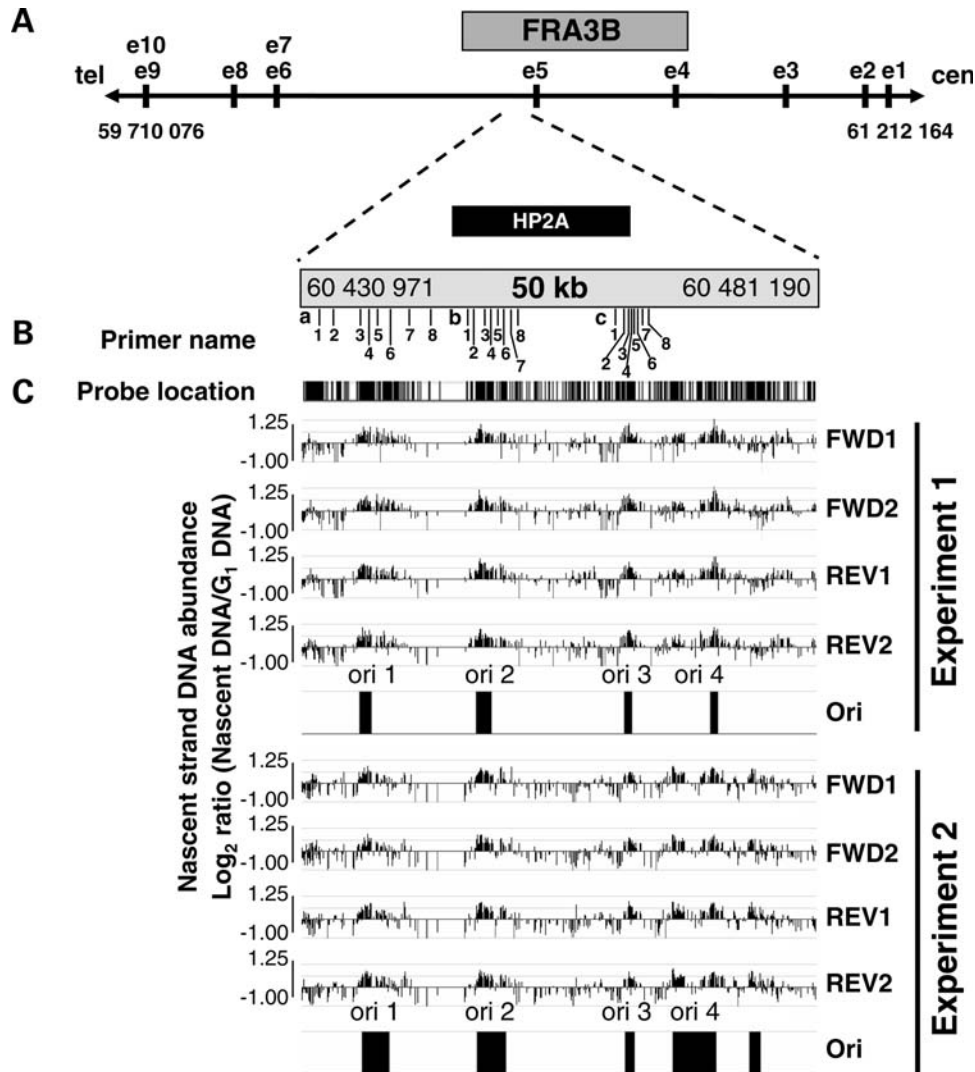 A
FRA3B
e10
e7
tel
e9
e8
e6
e5
e4
e3
e2
e1
cen
59 710 076
61 212 164
HP2A
60 430 971
50 kb
60 481 190
B
Primer name
a
1
2
3
4
5
6
7
8
b
1
2
3
4
5
6
7
8
c
1
2
3
4
5
6
7
8
C
Probe location
Nascent strand DNA abundance
Log2 ratio (Nascent DNA/G1 DNA)
1.25
-1.00
FWD1
1.25
-1.00
FWD2
1.25
-1.00
REV1
1.25
-1.00
REV2
ori 1
ori 2
ori 3
ori 4
Ori
Experiment 1
1.25
-1.00
FWD1
1.25
-1.00
FWD2
1.25
-1.00
REV1
1.25
-1.00
REV2
ori 1
ori 2
ori 3
ori 4
Ori
Experiment 2